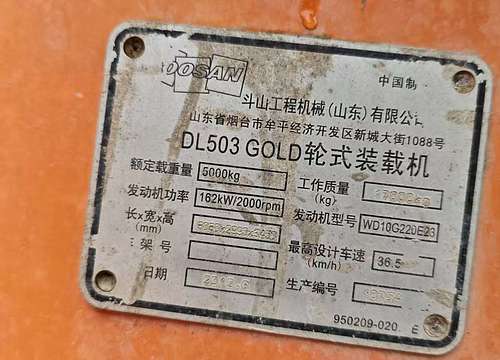 DOOSAN
中国制
斗山工程机械(山东)有限公
山东省烟台市牟平经济开发区新城大街1088号
DL503 GOLD轮式装载机
额定载重量 5000kg 工作质量(kg)
发动机功率 162kW/2000rpm 发动机型号 WD10G220E23
长x宽x高(mm) 最高设计车速(km/h) 36.5
架号
日期 生产编号
950209-020 E